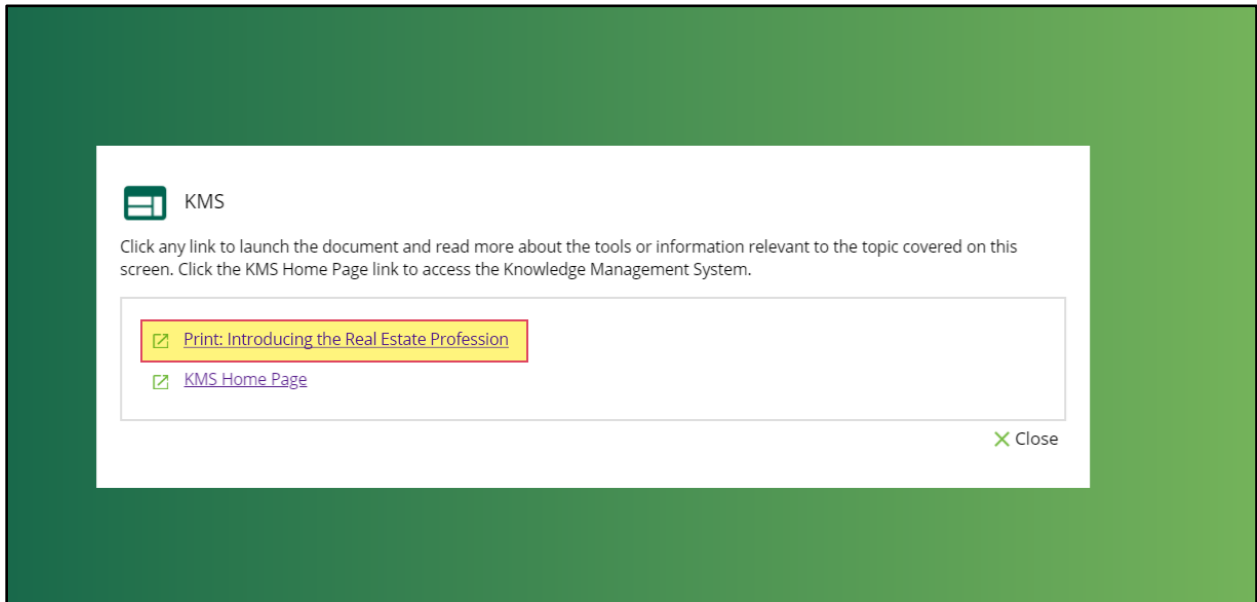 KMS
Click any link to launch the document and read more about the tools or information relevant to the topic covered on this
screen. Click the KMS Home Page link to access the Knowledge Management System.
Print: Introducing the Real Estate Profession
KMS Home Page
Close